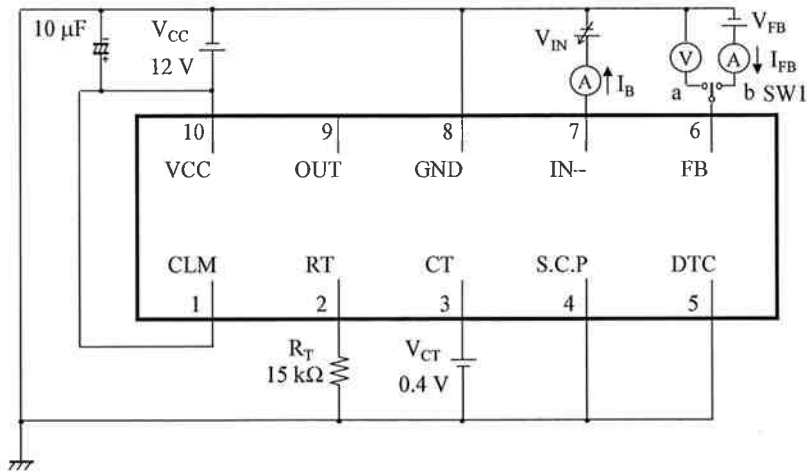 10 µF
V_CC
12 V
V_IN
A
I_B
V
A
V_FB
I_FB
a
b
SW1
10 9 8 7 6
VCC OUT GND IN-- FB
CLM RT CT S.C.P DTC
1 2 3 4 5
R_T
15 kΩ
V_CT
0.4 V